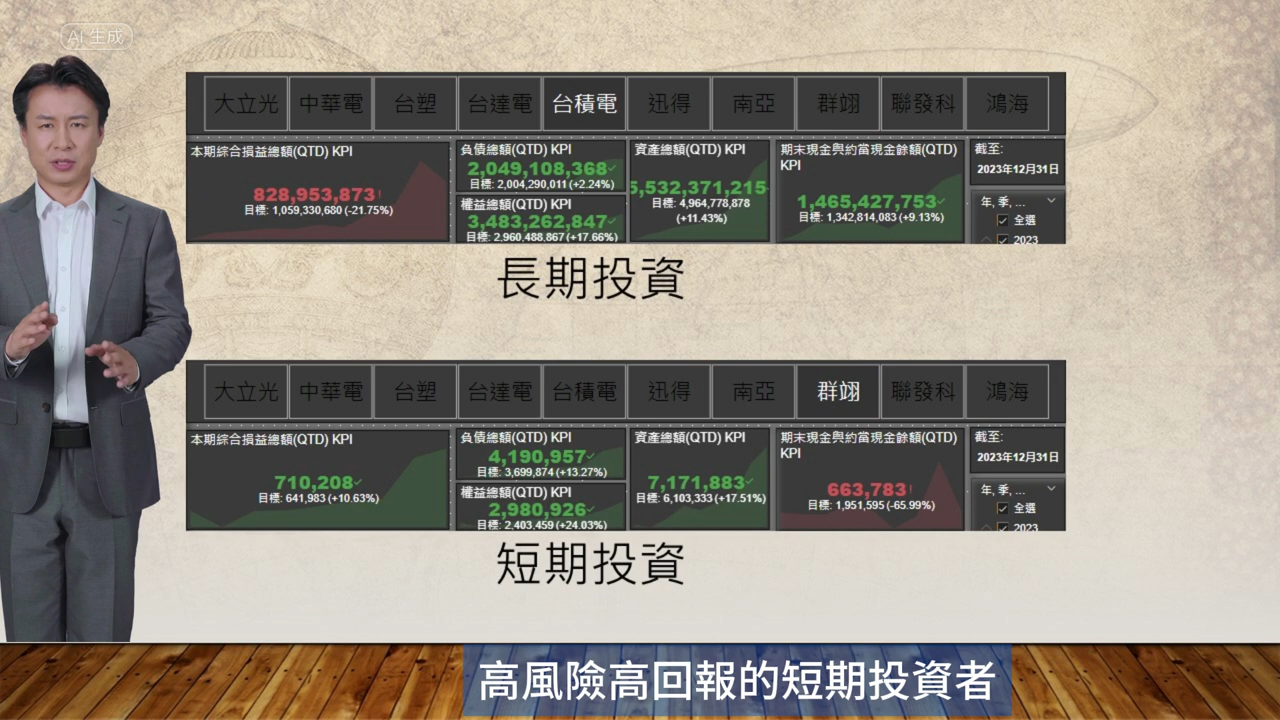 AI 生成
大立光 中華電 台塑 台達電 台積電 迅得 南亞 群翊 聯發科 鴻海
本期綜合損益總額(QTD) KPI
828,953,873!
目標: 1,059,330,680 (-21.75%)
負債總額(QTD) KPI
2,049,108,368✓
目標: 2,004,290,011 (+2.24%)
權益總額(QTD) KPI
3,483,262,847✓
目標: 2,960,488,867 (+17.66%)
資產總額(QTD) KPI
5,532,371,215
目標: 4,964,778,878
(+11.43%)
期末現金與約當現金餘額(QTD)
KPI
1,465,427,753✓
目標: 1,342,814,083 (+9.13%)
截至:
2023年12月31日
年, 季, ...
全選
2023
長期投資
大立光 中華電 台塑 台達電 台積電 迅得 南亞 群翊 聯發科 鴻海
本期綜合損益總額(QTD) KPI
710,208✓
目標: 641,983 (+10.63%)
負債總額(QTD) KPI
4,190,957✓
目標: 3,699,874 (+13.27%)
權益總額(QTD) KPI
2,980,926✓
目標: 2,403,459 (+24.03%)
資產總額(QTD) KPI
7,171,883✓
目標: 6,103,333 (+17.51%)
期末現金與約當現金餘額(QTD)
KPI
663,783!
目標: 1,951,595 (-65.99%)
截至:
2023年12月31日
年, 季, ...
全選
2023
短期投資
高風險高回報的短期投資者